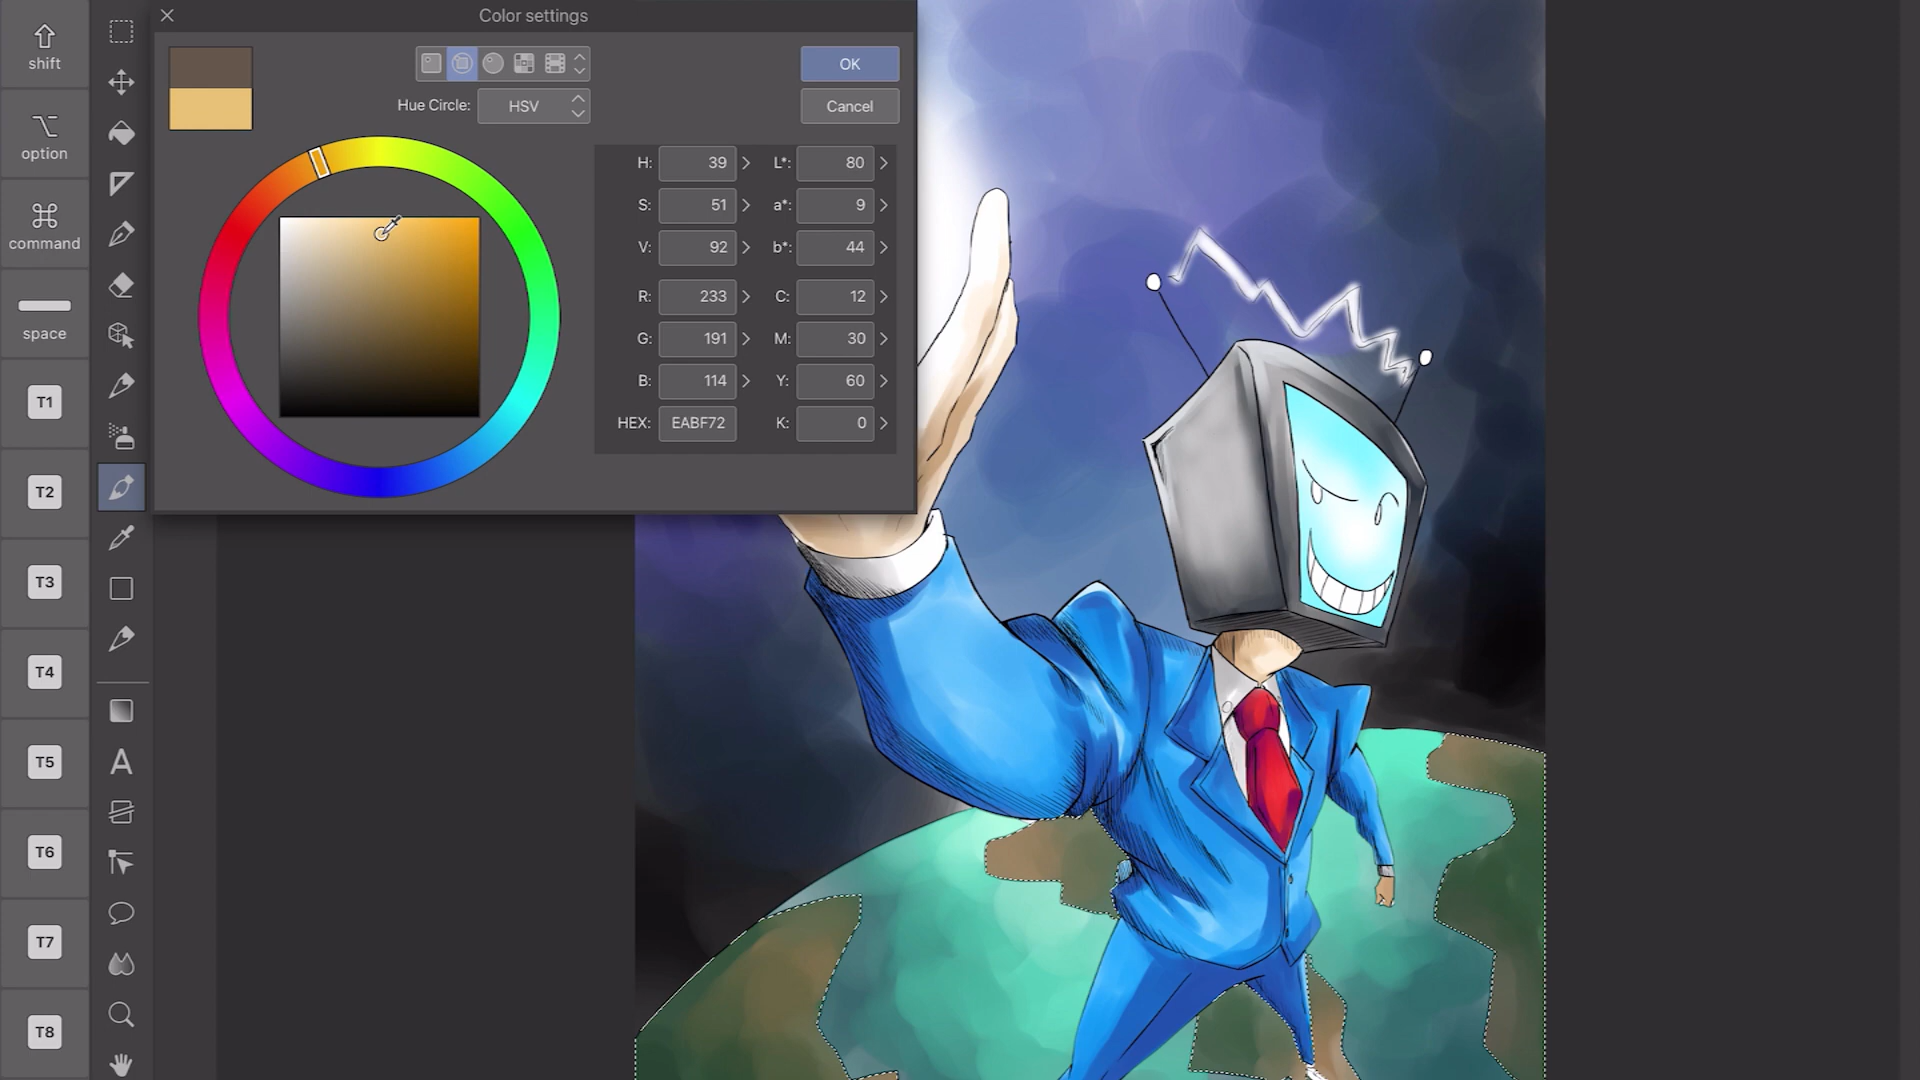 Color settings
shift
option
command
space
T1
T2
T3
T4
T5
T6
T7
T8
A
OK
Hue Circle: HSV
Cancel
H: 39 L*: 80
S: 51 a*: 9
V: 92 b*: 44
R: 233 C: 12
G: 191 M: 30
B: 114 Y: 60
HEX: EABF72 K: 0